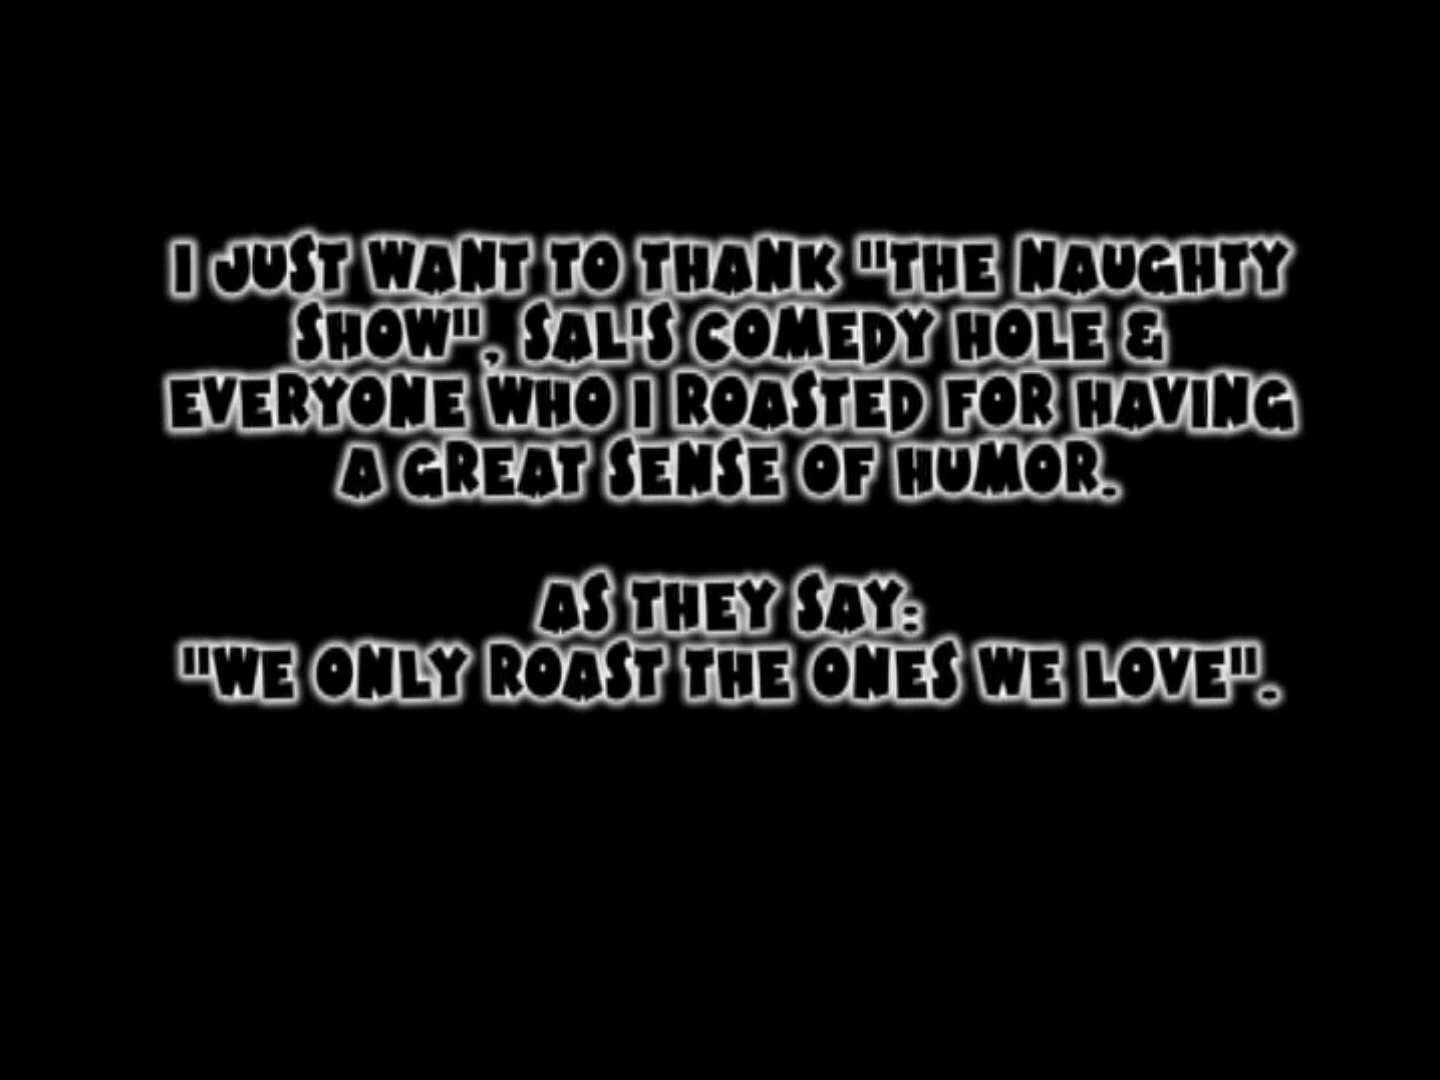 I JUST WANT TO THANK "THE NAUGHTY
SHOW", SAL'S COMEDY HOLE &
EVERYONE WHO I ROASTED FOR HAVING
A GREAT SENSE OF HUMOR.
AS THEY SAY:
"WE ONLY ROAST THE ONES WE LOVE".